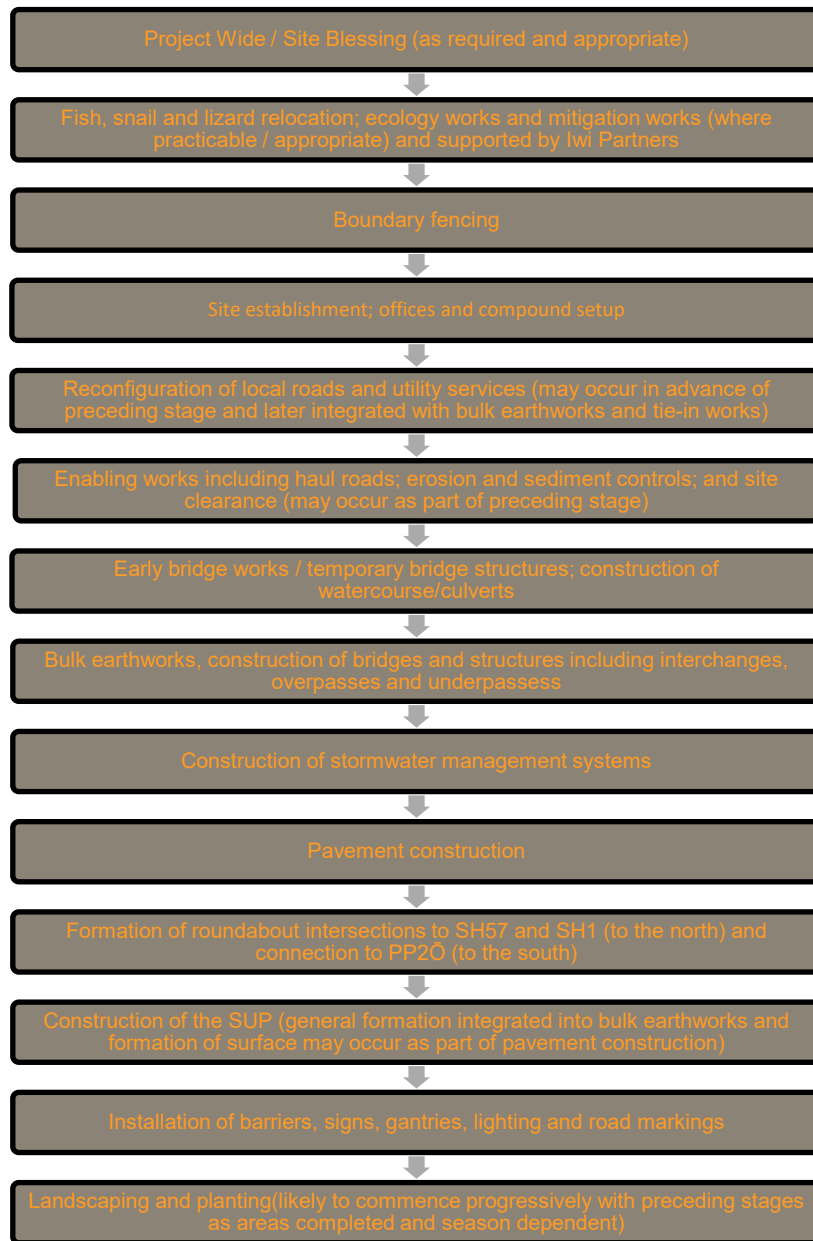 Project Wide / Site Blessing (as required and appropriate)
Fish, snail and lizard relocation; ecology works and mitigation works (where
practicable / appropriate) and supported by Iwi Partners
Boundary fencing
Site establishment; offices and compound setup
Reconfiguration of local roads and utility services (may occur in advance of
preceding stage and later integrated with bulk earthworks and tie-in works)
Enabling works including haul roads; erosion and sediment controls; and site
clearance (may occur as part of preceding stage)
Early bridge works / temporary bridge structures; construction of
watercourse/culverts
Bulk earthworks, construction of bridges and structures including interchanges,
overpasses and underpassess
Construction of stormwater management systems
Pavement construction
Formation of roundabout intersections to SH57 and SH1 (to the north) and
connection to PP2Ō (to the south)
Construction of the SUP (general formation integrated into bulk earthworks and
formation of surface may occur as part of pavement construction)
Installation of barriers, signs, gantries, lighting and road markings
Landscaping and planting(likely to commence progressively with preceding stages
as areas completed and season dependent)